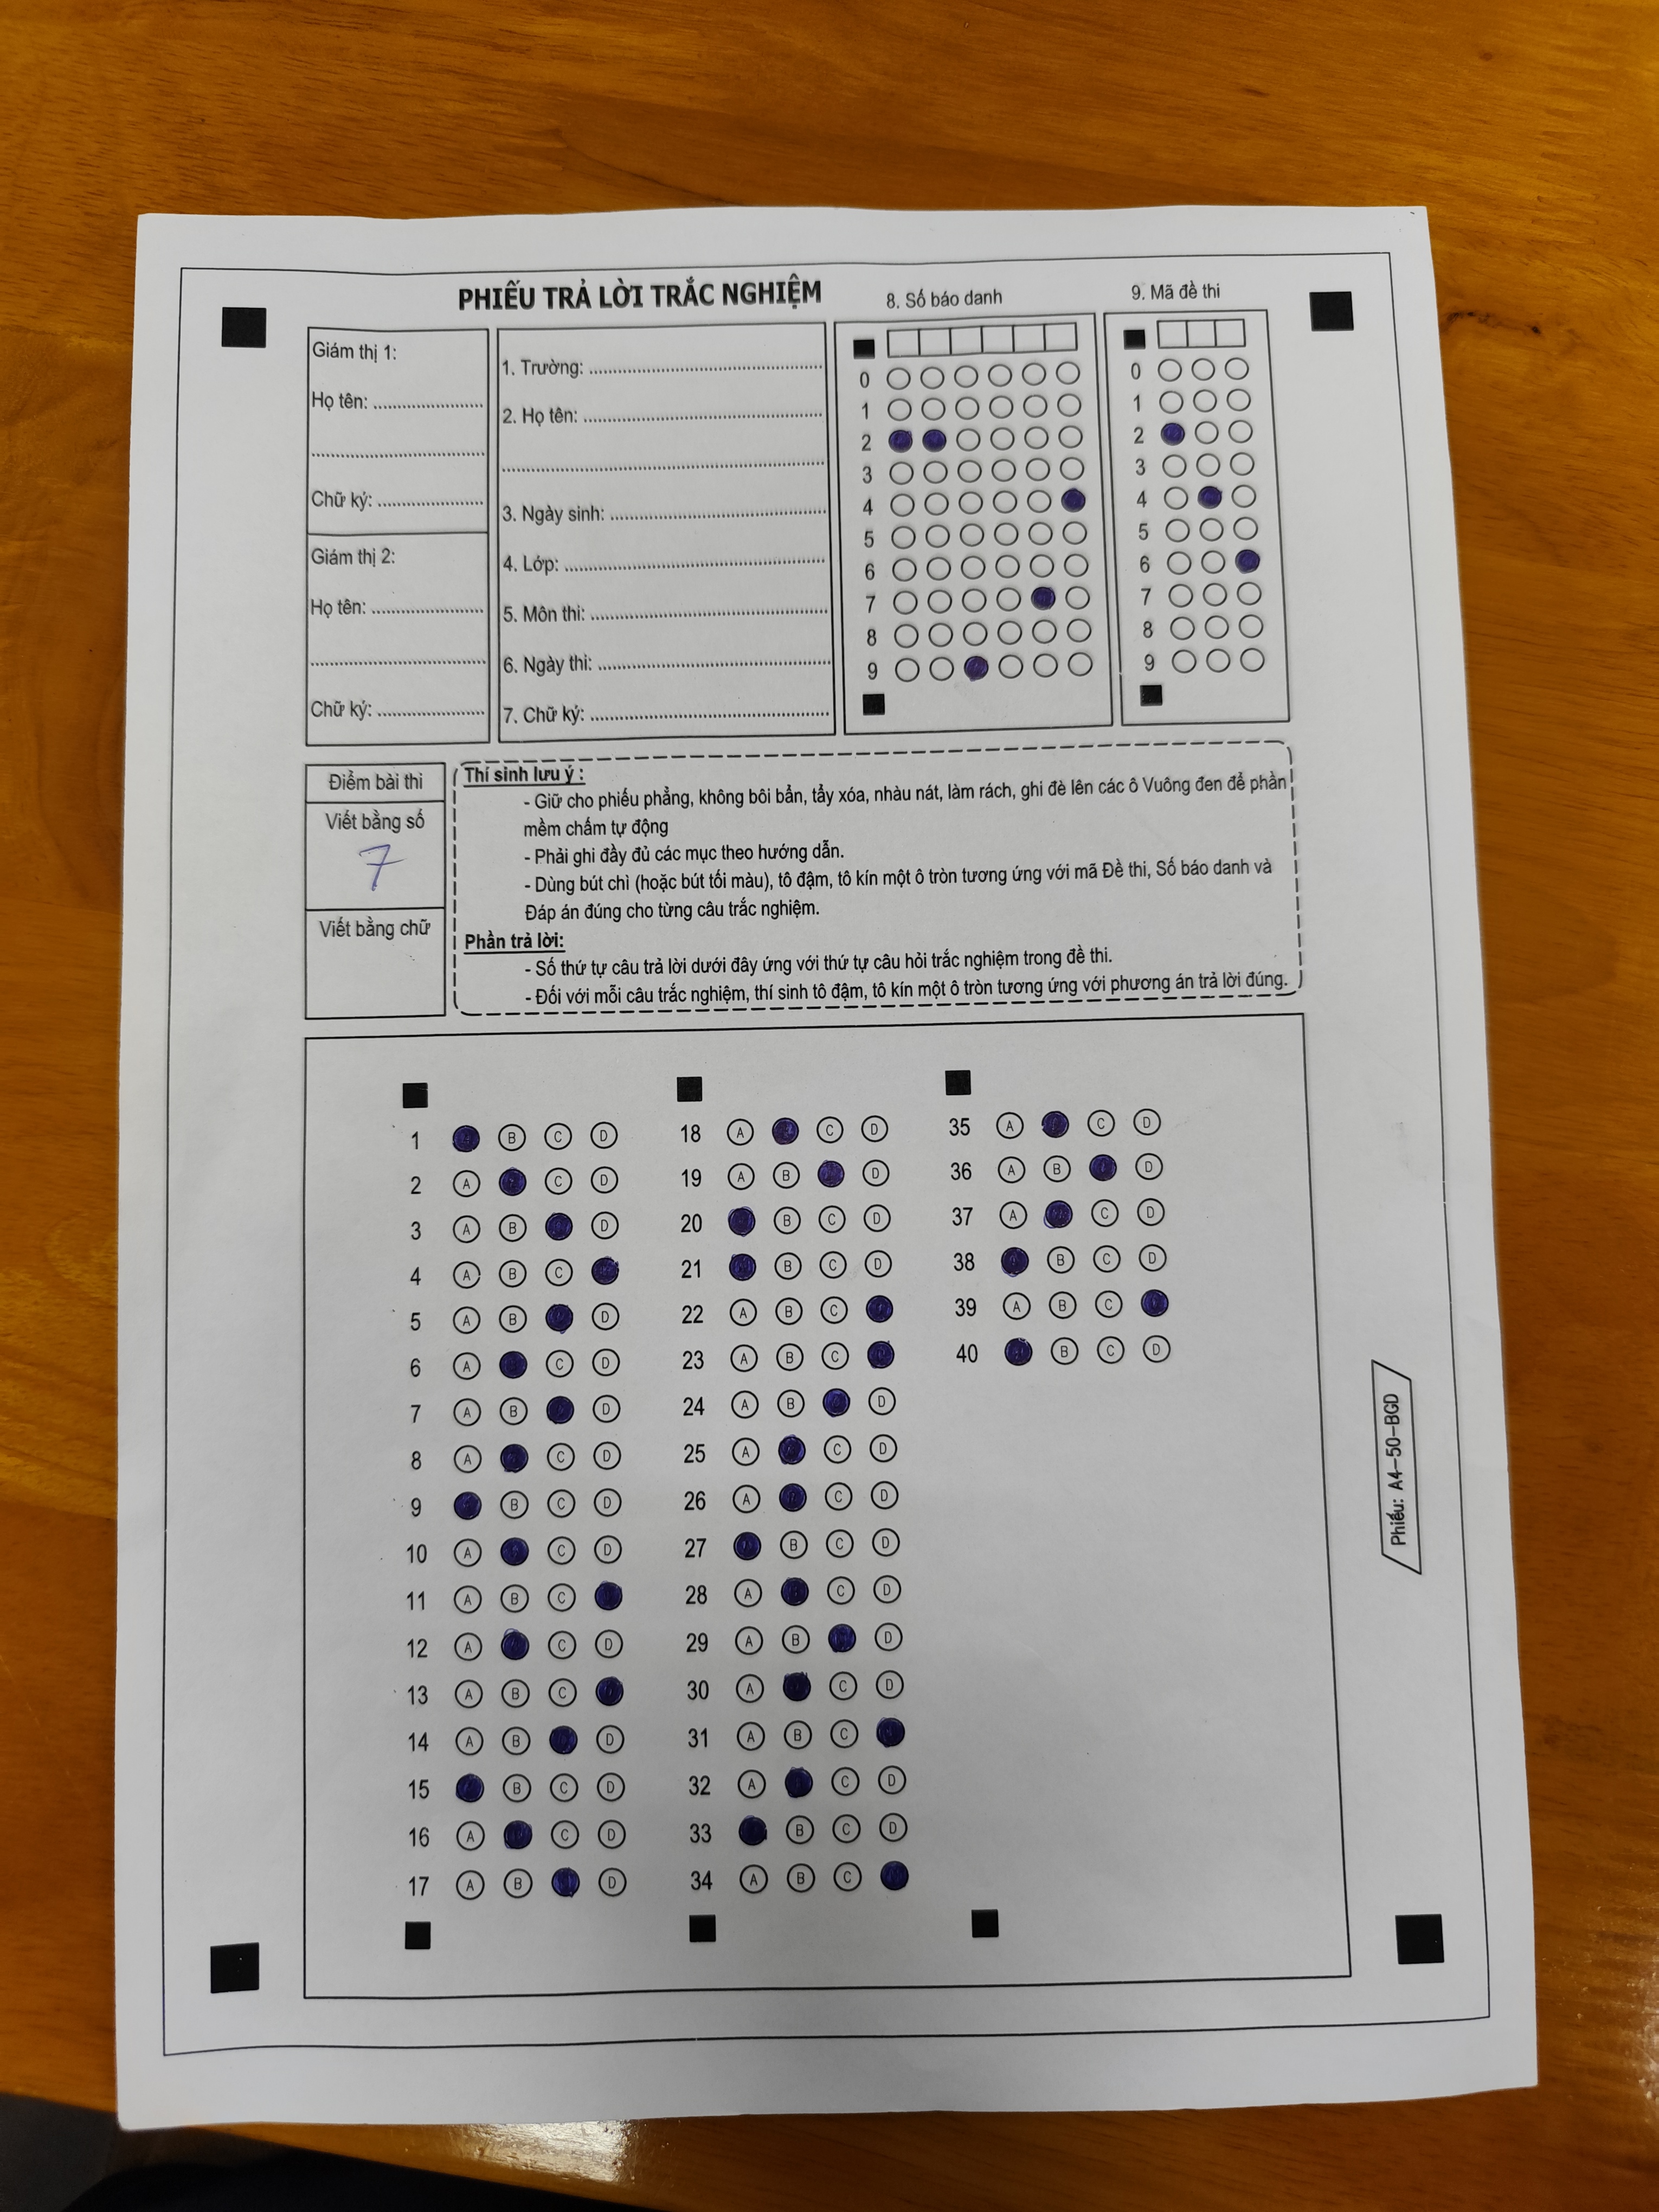 PHIẾU TRẢ LỜI TRẮC NGHIỆM
8. Số báo danh
9. Mã đề thi
Giám thị 1:
Họ tên: ......................
...................................
Chữ ký: .....................
Giám thị 2:
Họ tên: ......................
...................................
Chữ ký: .....................
1. Trường: ..............................................
2. Họ tên: ...............................................
................................................................
3. Ngày sinh: ...........................................
4. Lớp: ....................................................
5. Môn thi: ...............................................
6. Ngày thi: ..............................................
7. Chữ ký: ...............................................
0
1
2
3
4
5
6
7
8
9
0
1
2
3
4
5
6
7
8
9
Điểm bài thi
Viết bằng số
7
Viết bằng chữ
Thí sinh lưu ý :
- Giữ cho phiếu phẳng, không bôi bẩn, tẩy xóa, nhàu nát, làm rách, ghi đè lên các ô Vuông đen để phần
mềm chấm tự động
- Phải ghi đầy đủ các mục theo hướng dẫn.
- Dùng bút chì (hoặc bút tối màu), tô đậm, tô kín một ô tròn tương ứng với mã Đề thi, Số báo danh và
Đáp án đúng cho từng câu trắc nghiệm.
Phần trả lời:
- Số thứ tự câu trả lời dưới đây ứng với thứ tự câu hỏi trắc nghiệm trong đề thi.
- Đối với mỗi câu trắc nghiệm, thí sinh tô đậm, tô kín một ô tròn tương ứng với phương án trả lời đúng.
1 B C D
2 A C D
3 A B D
4 A B C
5 A B D
6 A C D
7 A B D
8 A C D
9 B C D
10 A C D
11 A B C
12 A C D
13 A B C
14 A B D
15 B C D
16 A C D
17 A B D
18 A C D
19 A B D
20 B C D
21 B C D
22 A B C
23 A B C
24 A B D
25 A C D
26 A C D
27 B C D
28 A C D
29 A B D
30 A C D
31 A B C
32 A C D
33 B C D
34 A B C
35 A C D
36 A B D
37 A C D
38 B C D
39 A B C
40 B C D
Phiếu: A4-50-BGD